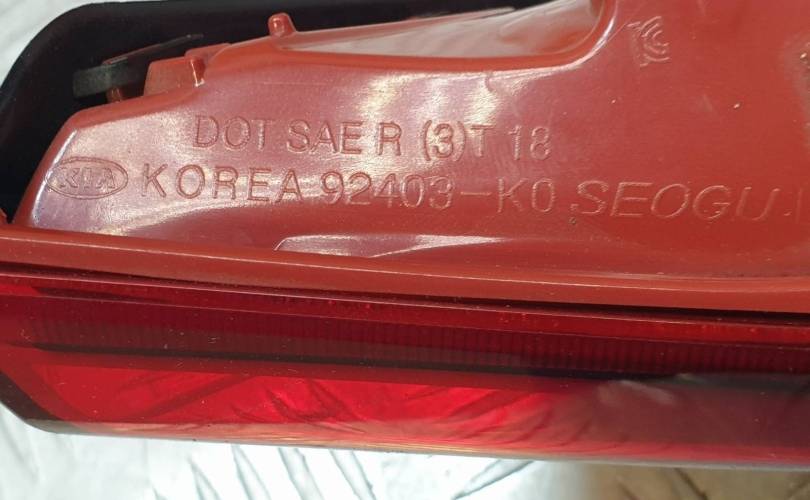 DOT SAE R (3)T 18
KIA KOREA 92403-K0 SEOGU